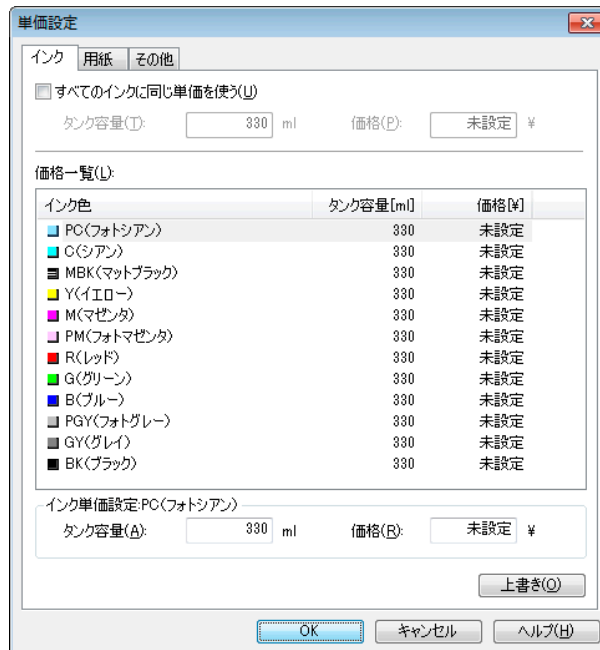 単価設定
インク 用紙 その他
すべてのインクに同じ単価を使う(U)
タンク容量(T): 330 ml 価格(P): 未設定 ¥
価格一覧(L):
インク色 タンク容量[ml] 価格[¥]
PC(フォトシアン) 330 未設定
C(シアン) 330 未設定
MBK(マットブラック) 330 未設定
Y(イエロー) 330 未設定
M(マゼンタ) 330 未設定
PM(フォトマゼンタ) 330 未設定
R(レッド) 330 未設定
G(グリーン) 330 未設定
B(ブルー) 330 未設定
PGY(フォトグレー) 330 未設定
GY(グレイ) 330 未設定
BK(ブラック) 330 未設定
インク単価設定:PC(フォトシアン)
タンク容量(A): 330 ml 価格(R): 未設定 ¥
上書き(O)
OK キャンセル ヘルプ(H)